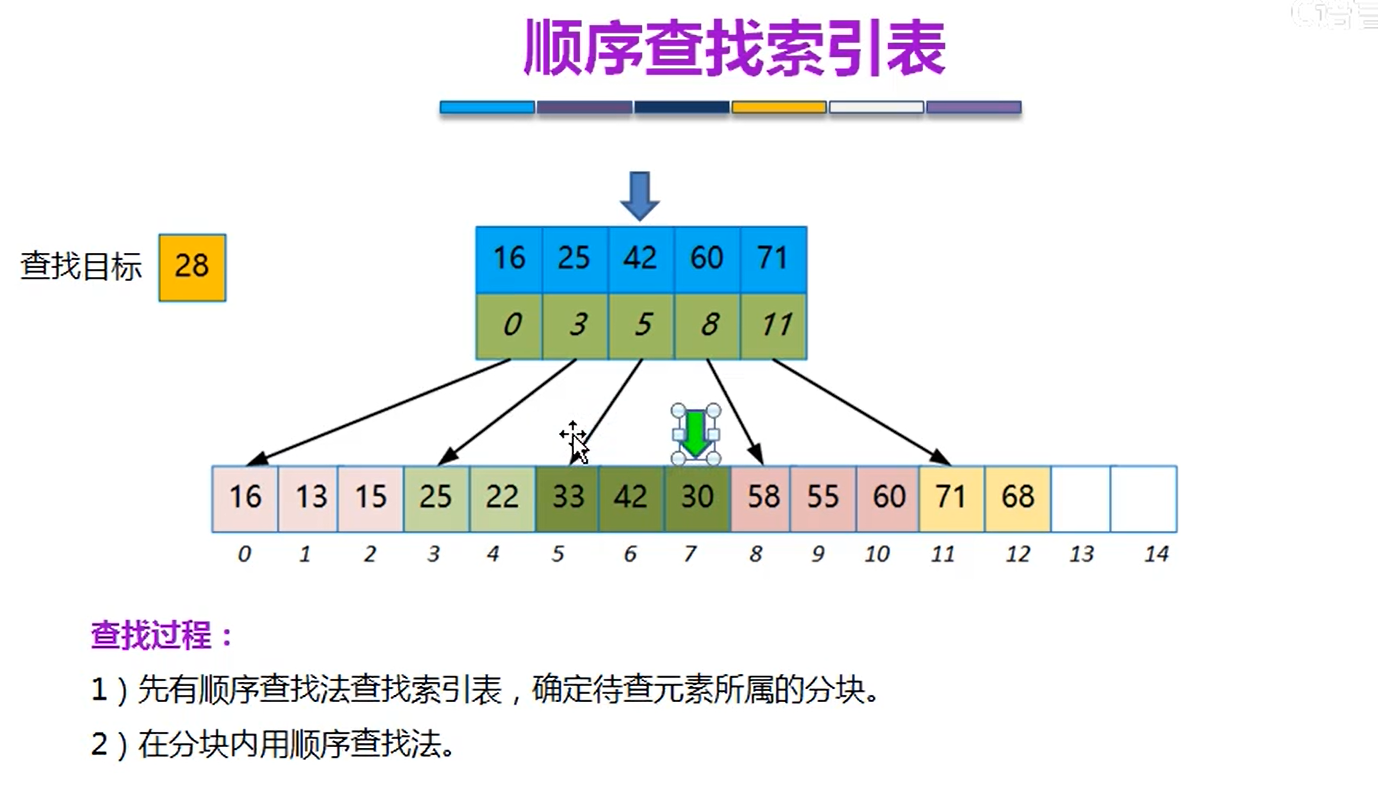 顺序查找索引表
查找目标 28
16 25 42 60 71
0 3 5 8 11
16 13 15 25 22 33 42 30 58 55 60 71 68
0 1 2 3 4 5 6 7 8 9 10 11 12 13 14
查找过程：
1）先有顺序查找法查找索引表，确定待查元素所属的分块。
2）在分块内用顺序查找法。